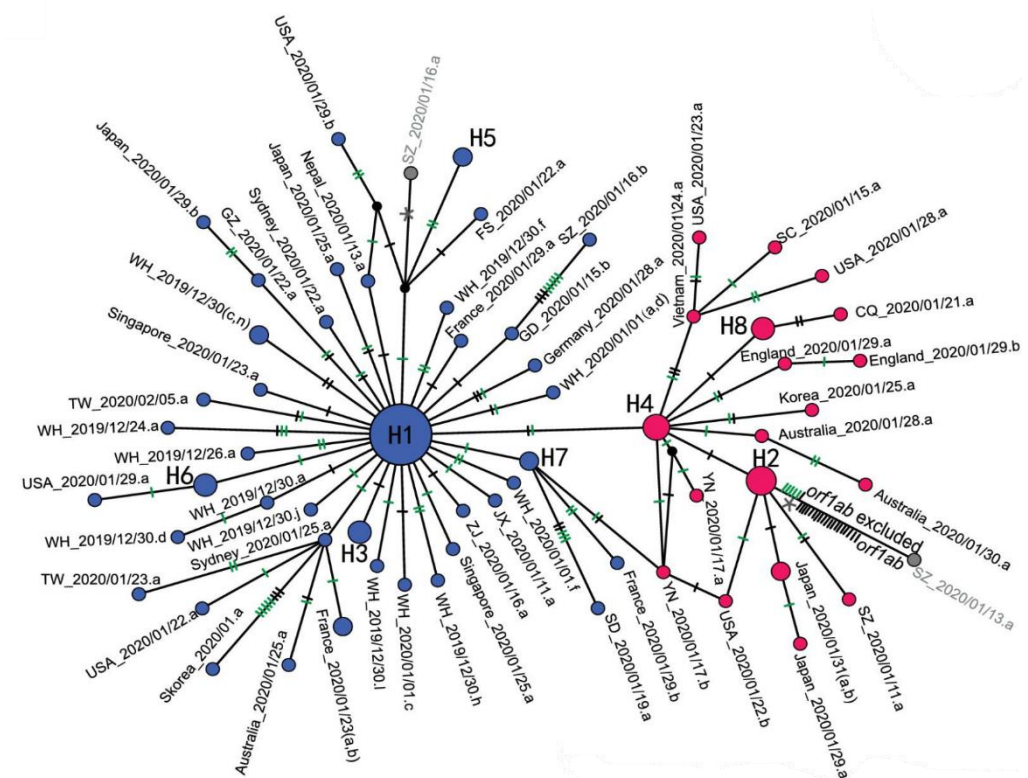 USA_2020/01/29.b
SZ_2020/01/16.a
H5
Japan_2020/01/29.b
GZ_2020/01/22.a
Sydney_2020/01/22.a
Japan_2020/01/25.a
Nepal_2020/01/13.a
FS_2020/01/22.a
WH_2019/12/30.f
France_2020/01/29.a
SZ_2020/01/16.b
GD_2020/01/15.b
Germany_2020/01/28.a
WH_2020/01/01(a,d)
WH_2019/12/30(c,n)
Singapore_2020/01/23.a
TW_2020/02/05.a
WH_2019/12/24.a
WH_2019/12/26.a
H1
USA_2020/01/29.a
H6
WH_2019/12/30.a
WH_2019/12/30.d
WH_2019/12/30.j
Sydney_2020/01/25.a
H3
TW_2020/01/23.a
USA_2020/01/22.a
Skorea_2020/01.a
Australia_2020/01/25.a
France_2020/01/23(a,b)
WH_2019/12/30.l
WH_2020/01/01.c
WH_2019/12/30.h
Singapore_2020/01/25.a
ZJ_2020/01/16.a
JX_2020/01/11.a
WH_2020/01/01.f
H7
SD_2020/01/19.a
France_2020/01/29.b
YN_2020/01/17.b
USA_2020/01/22.b
YN_2020/01/17.a
H4
Vietnam_2020\01\24.a
USA_2020/01/23.a
SC_2020/01/15.a
USA_2020/01/28.a
H8
CQ_2020/01/21.a
England_2020/01/29.a
England_2020/01/29.b
Korea_2020/01/25.a
Australia_2020/01/28.a
Australia_2020/01/30.a
H2
orf1ab excluded
orf1ab
SZ_2020/01/13.a
SZ_2020/01/11.a
Japan_2020/01/31(a,b)
Japan_2020/01/29.a